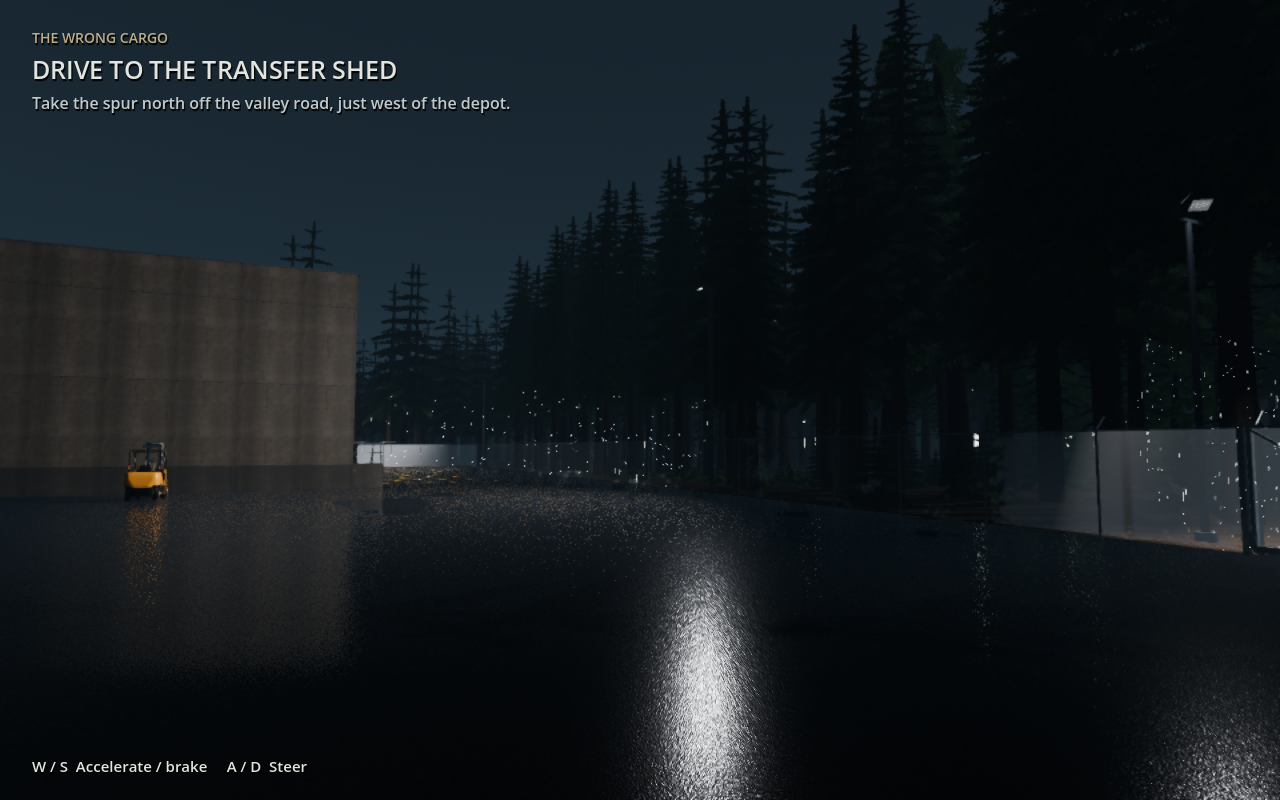 THE WRONG CARGO
DRIVE TO THE TRANSFER SHED
Take the spur north off the valley road, just west of the depot.
W / S Accelerate / brake A / D Steer